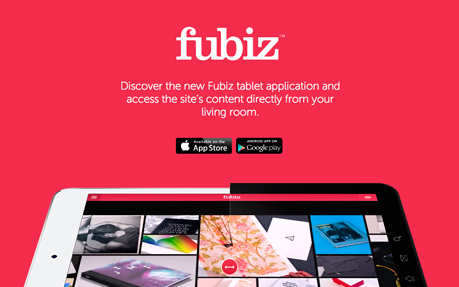 fubiz™
Discover the new Fubiz tablet application and
access the site's content directly from your
living room.
Available on the
App Store
ANDROID APP ON
Google play
fubiz